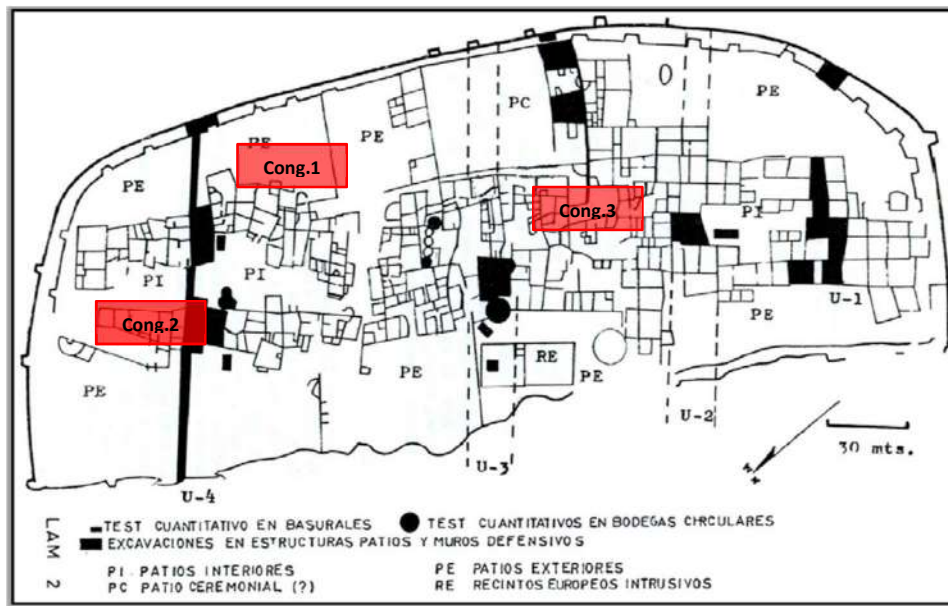 PE
PC
PE
PE
Cong.1
PE
Cong.3
PI
PI
PI
U-1
Cong.2
PE
RE
PE
PE
PE
U-2
30 mts.
U-3
U-4
LAM 2
TEST CUANTITATIVO EN BASURALES
TEST CUANTITATIVOS EN BODEGAS CIRCULARES
EXCAVACIONES EN ESTRUCTURAS PATIOS Y MUROS DEFENSIVOS
PI. PATIOS INTERIORES
PE PATIOS EXTERIORES
PC PATIO CEREMONIAL (?)
RE RECINTOS EUROPEOS INTRUSIVOS